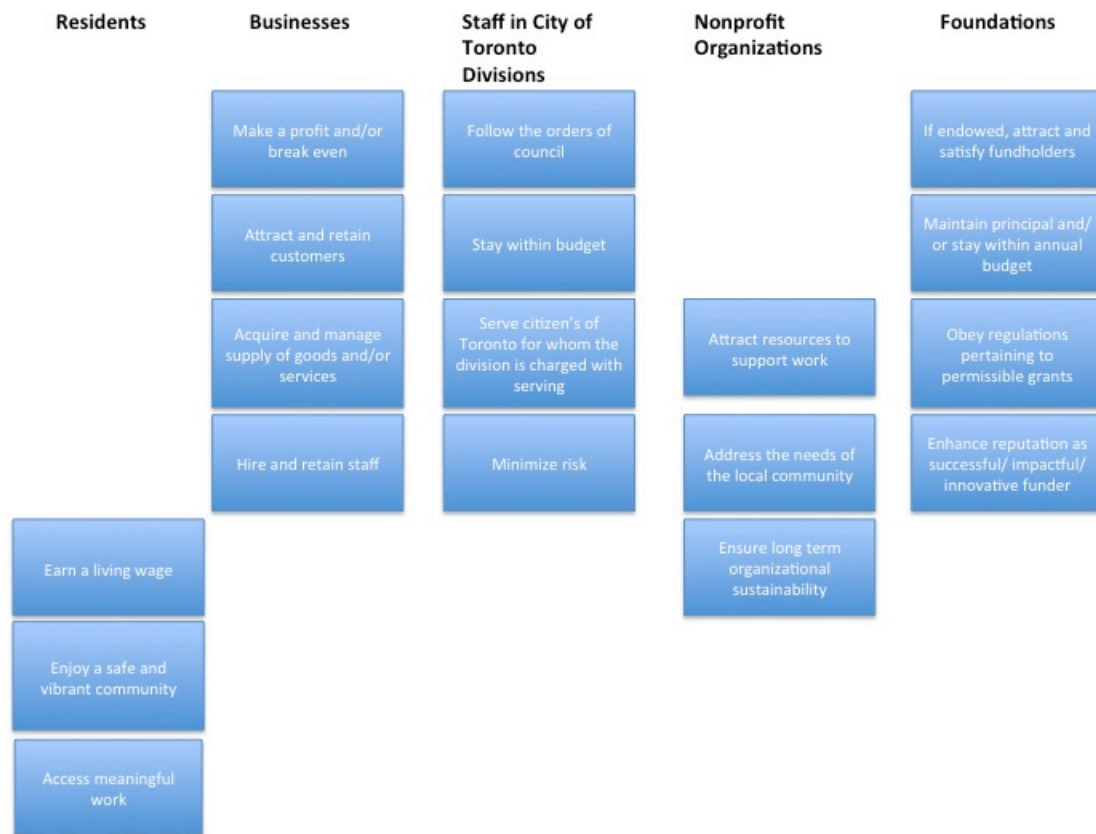 Residents
Businesses
Staff in City of
Toronto
Divisions
Nonprofit
Organizations
Foundations
Make a profit and/or
break even
Follow the orders of
council
If endowed, attract and
satisfy fundholders
Attract and retain
customers
Stay within budget
Maintain principal and/
or stay within annual
budget
Acquire and manage
supply of goods and/or
services
Serve citizen's of
Toronto for whom the
division is charged with
serving
Attract resources to
support work
Obey regulations
pertaining to
permissible grants
Hire and retain staff
Minimize risk
Address the needs of
the local community
Enhance reputation as
successful/ impactful/
innovative funder
Earn a living wage
Ensure long term
organizational
sustainability
Enjoy a safe and
vibrant community
Access meaningful
work